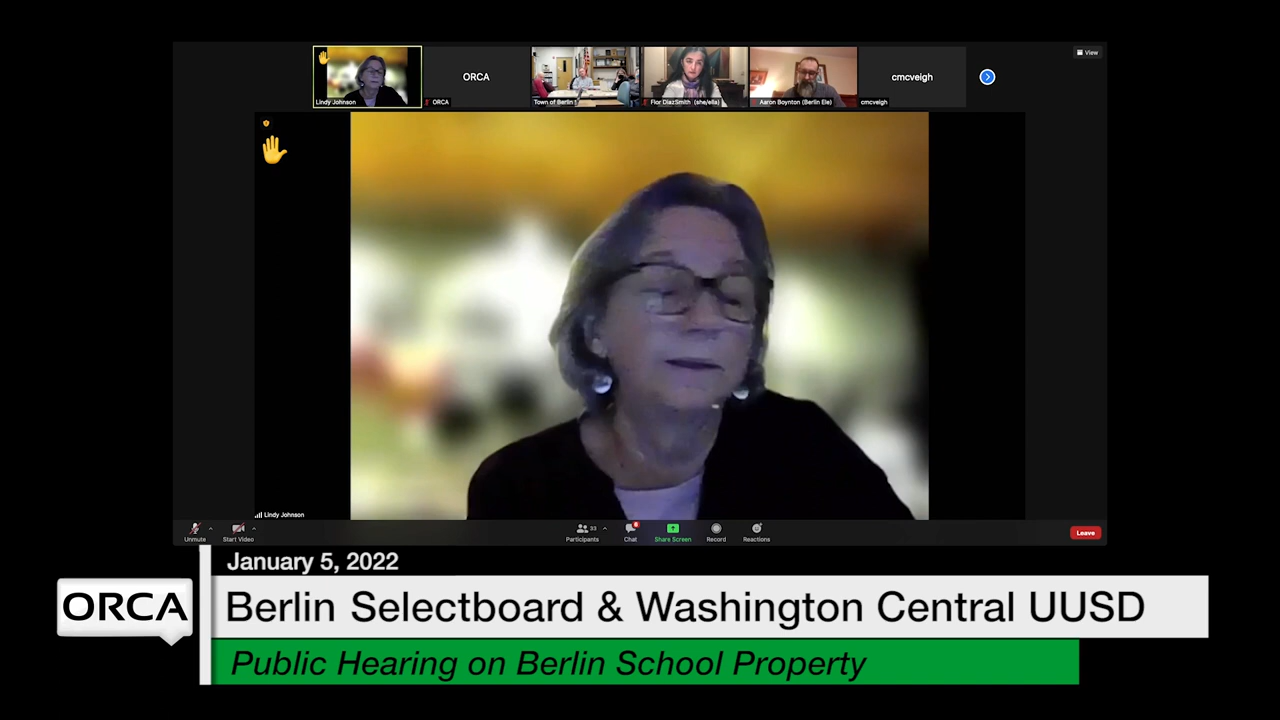 View
ORCA
cmcveigh
Lindy Johnson
ORCA
Town of Berlin
Flor DiazSmith (she/ella)
Aaron Boynton (Berlin Ele)
cmcveigh
Lindy Johnson
Unmute
Start Video
Participants
33
Chat
8
Share Screen
Record
Reactions
Leave
January 5, 2022
ORCA
Berlin Selectboard & Washington Central UUSD
Public Hearing on Berlin School Property